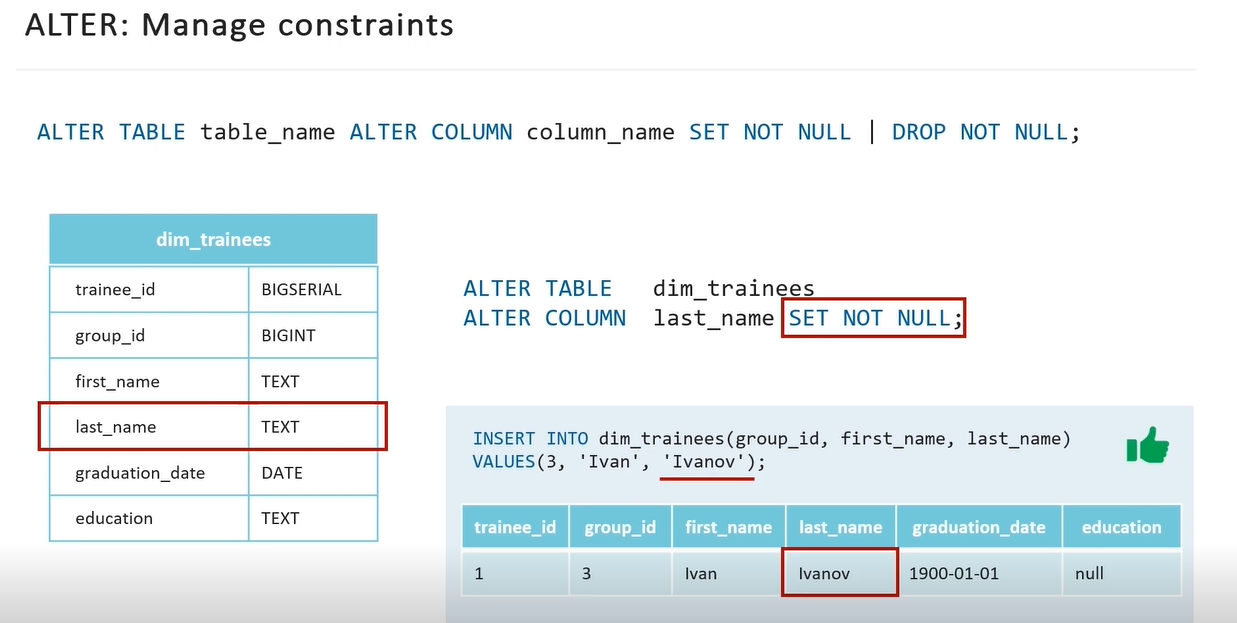 ALTER: Manage constraints
ALTER TABLE table_name ALTER COLUMN column_name SET NOT NULL | DROP NOT NULL;
dim_trainees
trainee_id BIGSERIAL
group_id BIGINT
first_name TEXT
last_name TEXT
graduation_date DATE
education TEXT
ALTER TABLE dim_trainees
ALTER COLUMN last_name SET NOT NULL;
INSERT INTO dim_trainees(group_id, first_name, last_name)
VALUES(3, 'Ivan', 'Ivanov');
trainee_id group_id first_name last_name graduation_date education
1 3 Ivan Ivanov 1900-01-01 null